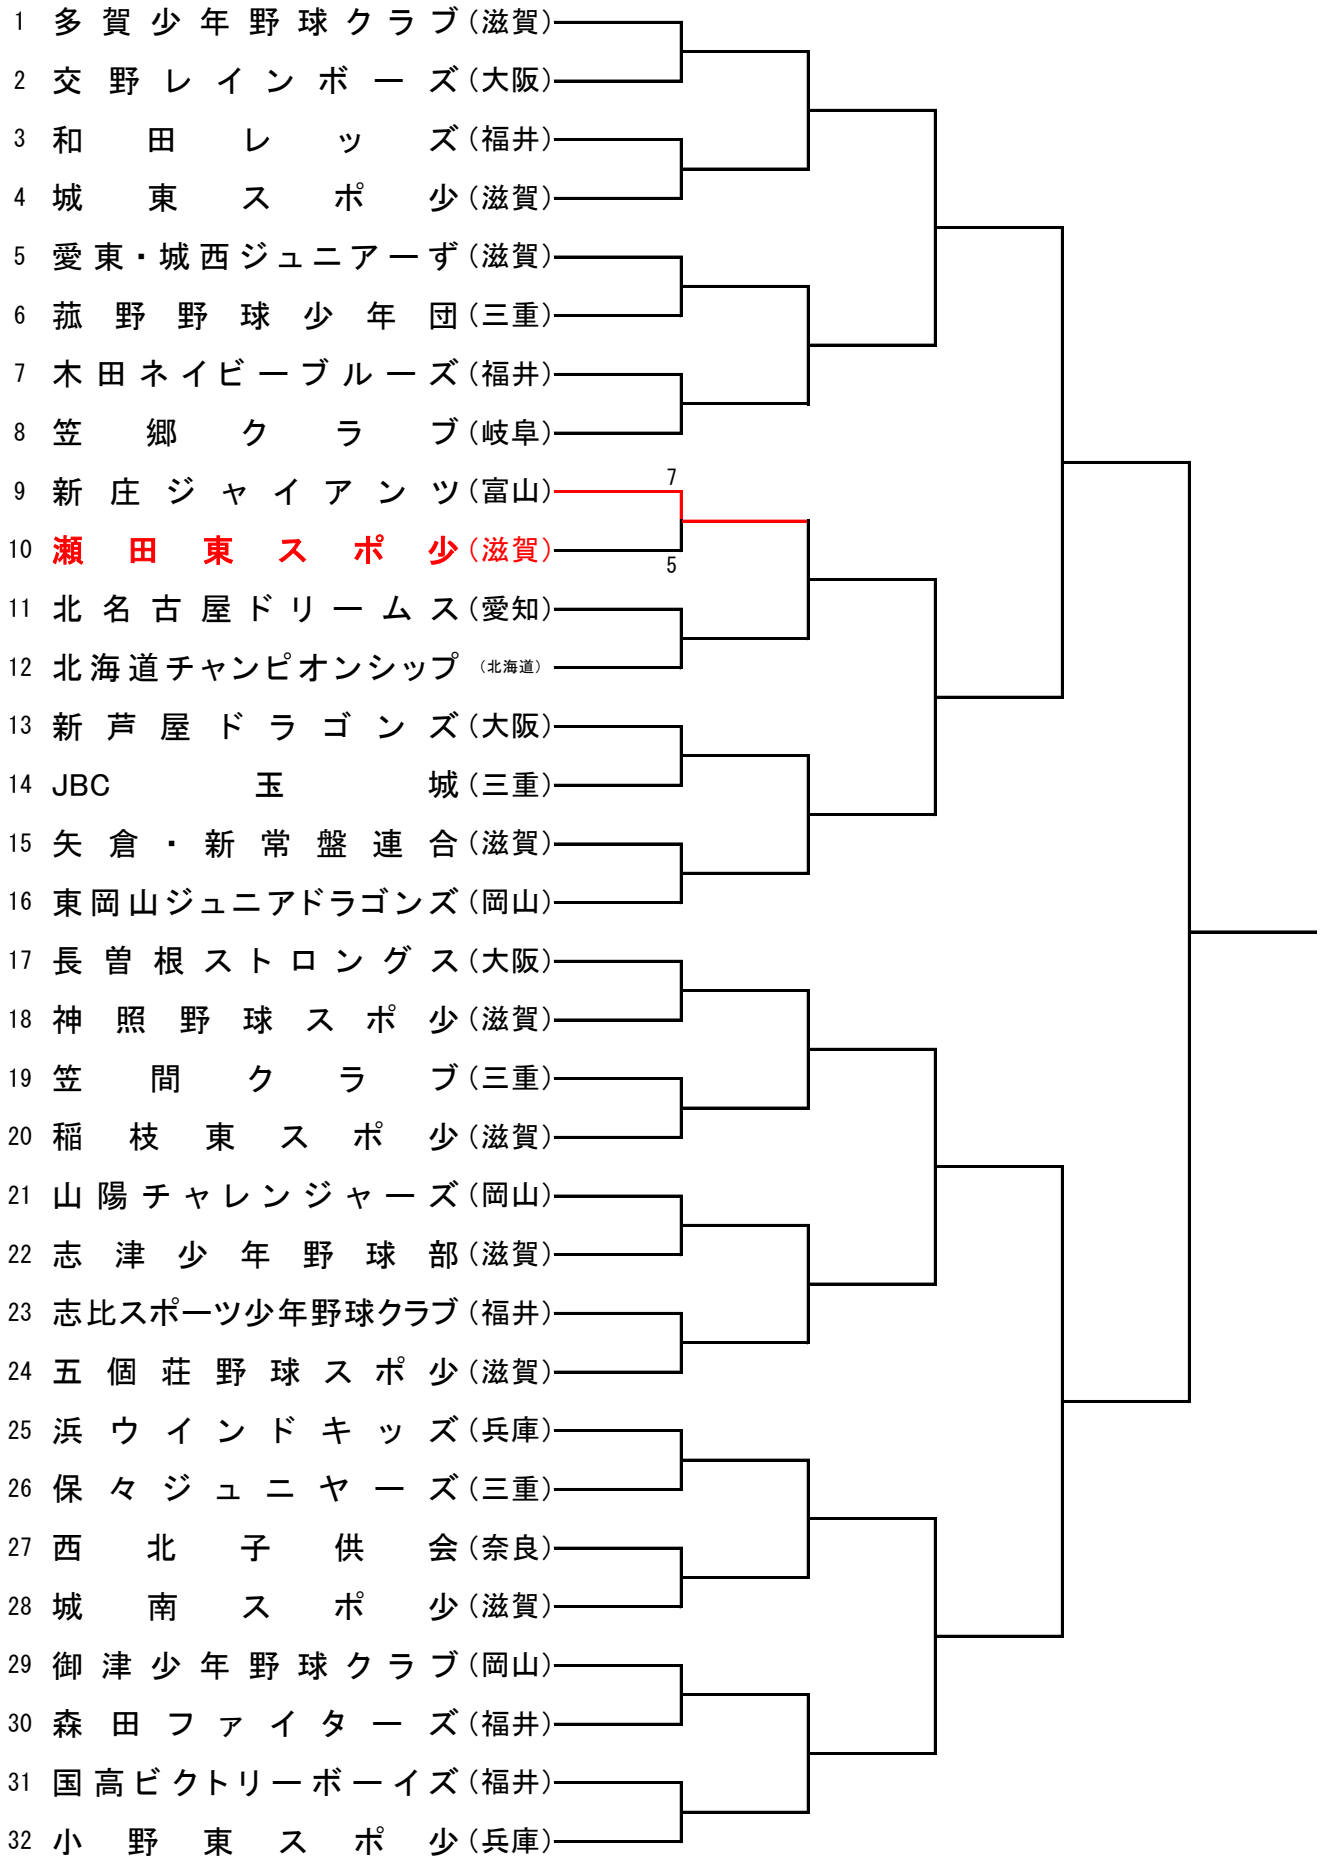 1 多賀少年野球クラブ(滋賀)
2 交野レインボーズ(大阪)
3 和田レッズ(福井)
4 城東スポ少(滋賀)
5 愛東・城西ジュニアーず(滋賀)
6 菰野野球少年団(三重)
7 木田ネイビーブルーズ(福井)
8 笠郷クラブ(岐阜)
9 新庄ジャイアンツ(富山) 7
10 瀬田東スポ少(滋賀) 5
11 北名古屋ドリームス(愛知)
12 北海道チャンピオンシップ (北海道)
13 新芦屋ドラゴンズ(大阪)
14 JBC玉城(三重)
15 矢倉・新常盤連合(滋賀)
16 東岡山ジュニアドラゴンズ(岡山)
17 長曽根ストロングス(大阪)
18 神照野球スポ少(滋賀)
19 笠間クラブ(三重)
20 稲枝東スポ少(滋賀)
21 山陽チャレンジャーズ(岡山)
22 志津少年野球部(滋賀)
23 志比スポーツ少年野球クラブ(福井)
24 五個荘野球スポ少(滋賀)
25 浜ウインドキッズ(兵庫)
26 保々ジュニヤーズ(三重)
27 西北子供会(奈良)
28 城南スポ少(滋賀)
29 御津少年野球クラブ(岡山)
30 森田ファイターズ(福井)
31 国高ビクトリーボーイズ(福井)
32 小野東スポ少(兵庫)